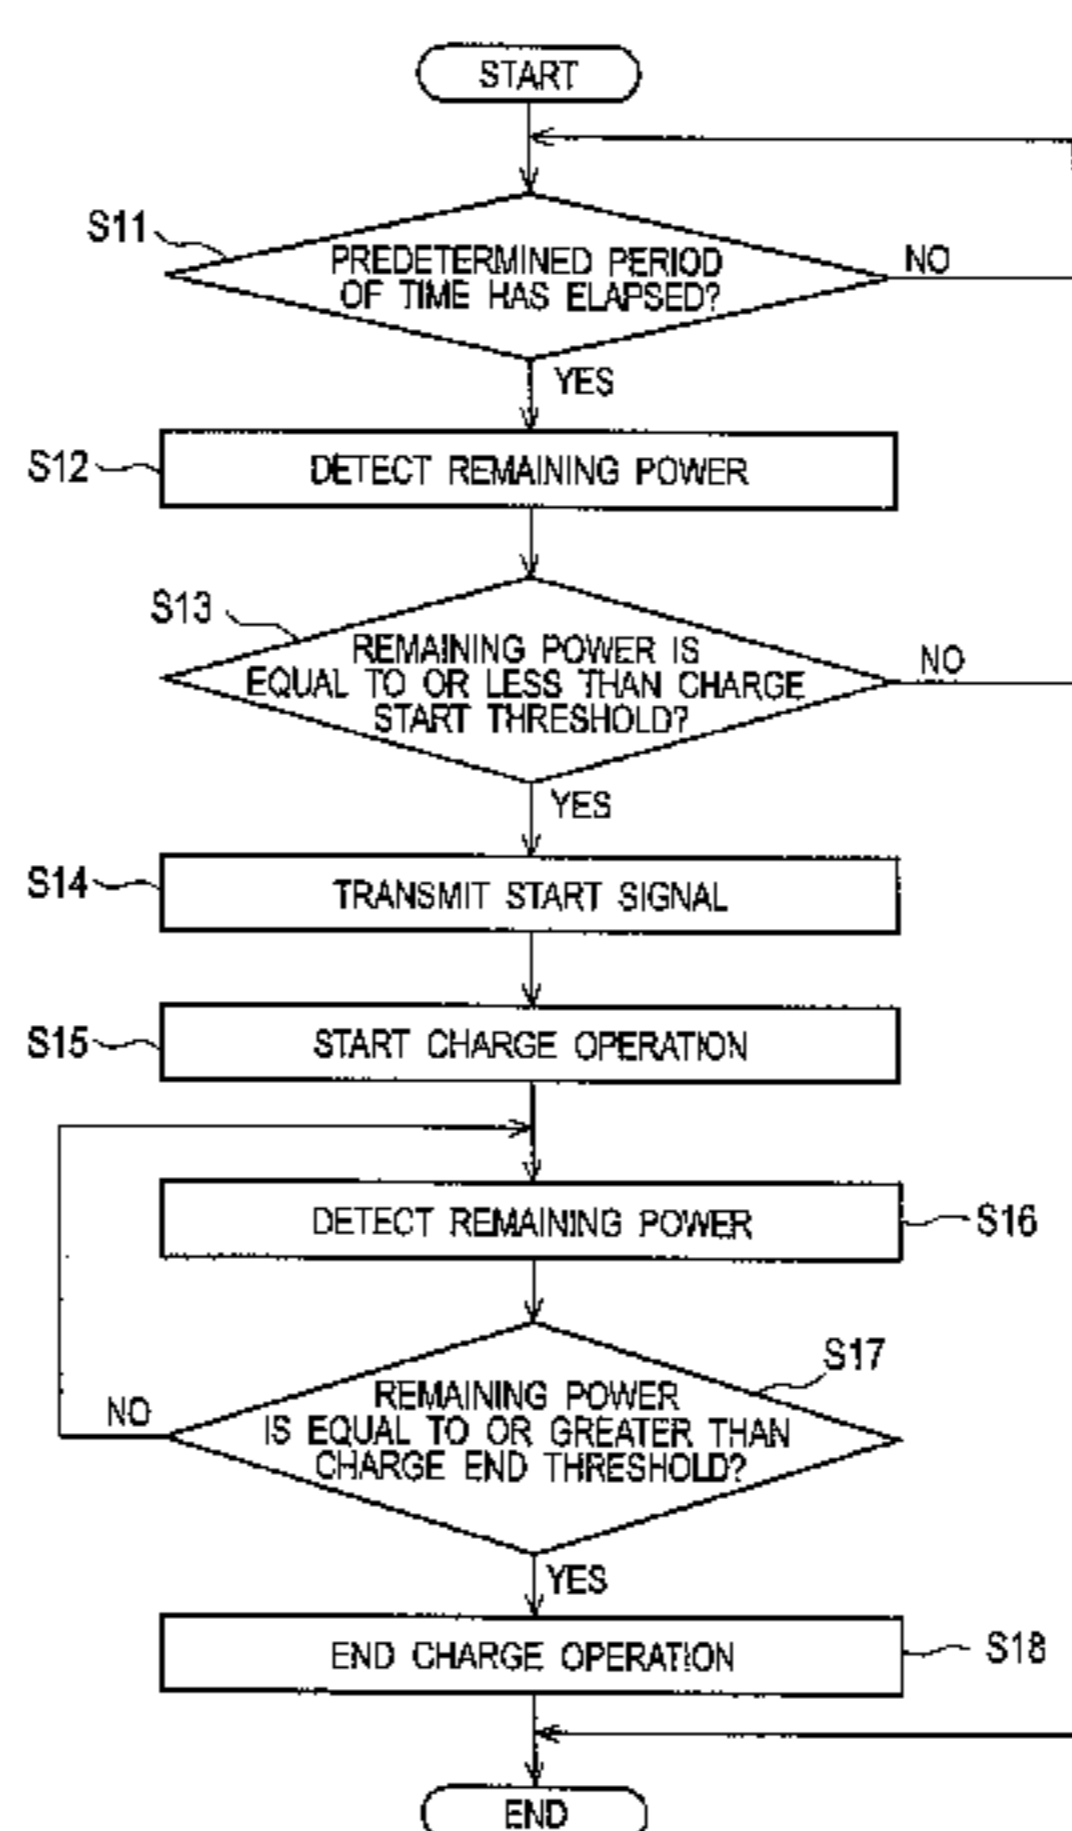 START
S11
PREDETERMINED PERIOD
OF TIME HAS ELAPSED?
NO
YES
S12
DETECT REMAINING POWER
S13
REMAINING POWER IS
EQUAL TO OR LESS THAN CHARGE
START THRESHOLD?
NO
YES
S14
TRANSMIT START SIGNAL
S15
START CHARGE OPERATION
DETECT REMAINING POWER
S16
S17
REMAINING POWER
IS EQUAL TO OR GREATER THAN
CHARGE END THRESHOLD?
NO
YES
END CHARGE OPERATION
S18
END